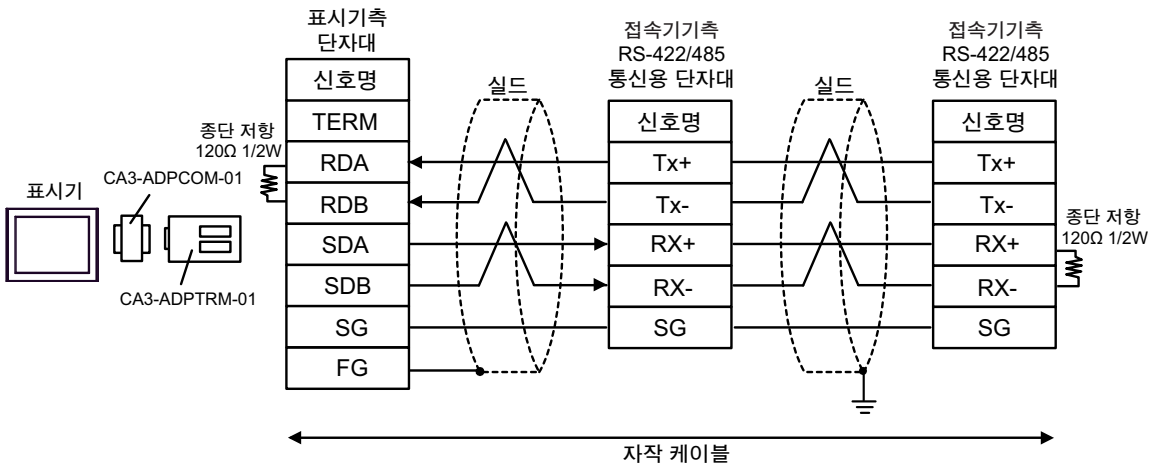 표시기측
단자대
신호명
TERM
RDA
RDB
SDA
SDB
SG
FG
종단 저항
120Ω 1/2W
표시기
CA3-ADPCOM-01
CA3-ADPTRM-01
실드
접속기기측
RS-422/485
통신용 단자대
신호명
Tx+
Tx-
RX+
RX-
SG
실드
접속기기측
RS-422/485
통신용 단자대
신호명
Tx+
Tx-
RX+
RX-
SG
종단 저항
120Ω 1/2W
자작 케이블